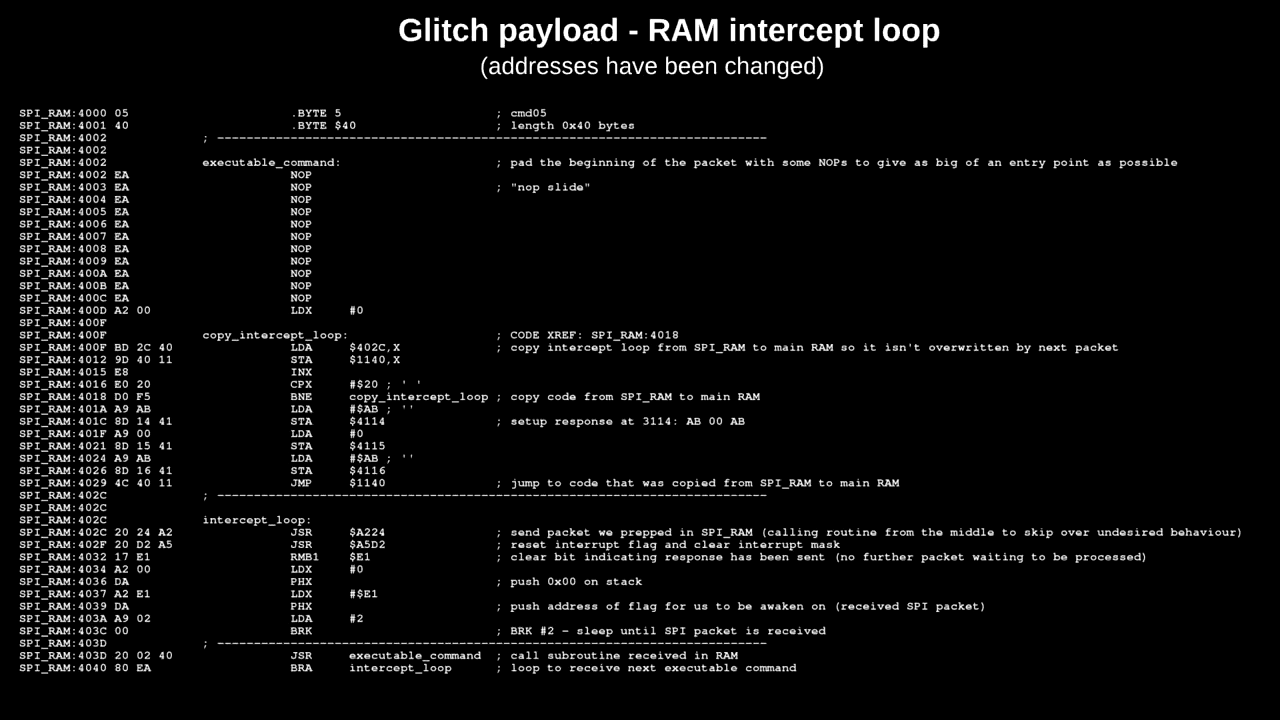 Glitch payload - RAM intercept loop
(addresses have been changed)
SPI_RAM:4000 05 .BYTE 5 ; cmd05
SPI_RAM:4001 40 .BYTE $40 ; length 0x40 bytes
SPI_RAM:4002 ; ---------------------------------------------------------------------------
SPI_RAM:4002
SPI_RAM:4002 executable_command: ; pad the beginning of the packet with some NOPs to give as big of an entry point as possible
SPI_RAM:4002 EA NOP
SPI_RAM:4003 EA NOP ; "nop slide"
SPI_RAM:4004 EA NOP
SPI_RAM:4005 EA NOP
SPI_RAM:4006 EA NOP
SPI_RAM:4007 EA NOP
SPI_RAM:4008 EA NOP
SPI_RAM:4009 EA NOP
SPI_RAM:400A EA NOP
SPI_RAM:400B EA NOP
SPI_RAM:400C EA NOP
SPI_RAM:400D A2 00 LDX #0
SPI_RAM:400F
SPI_RAM:400F copy_intercept_loop: ; CODE XREF: SPI_RAM:4018
SPI_RAM:400F BD 2C 40 LDA $402C,X ; copy intercept loop from SPI_RAM to main RAM so it isn't overwritten by next packet
SPI_RAM:4012 9D 40 11 STA $1140,X
SPI_RAM:4015 E8 INX
SPI_RAM:4016 E0 20 CPX #$20 ; ' '
SPI_RAM:4018 D0 F5 BNE copy_intercept_loop ; copy code from SPI_RAM to main RAM
SPI_RAM:401A A9 AB LDA #$AB ; ''
SPI_RAM:401C 8D 14 41 STA $4114 ; setup response at 3114: AB 00 AB
SPI_RAM:401F A9 00 LDA #0
SPI_RAM:4021 8D 15 41 STA $4115
SPI_RAM:4024 A9 AB LDA #$AB ; ''
SPI_RAM:4026 8D 16 41 STA $4116
SPI_RAM:4029 4C 40 11 JMP $1140 ; jump to code that was copied from SPI_RAM to main RAM
SPI_RAM:402C ; ---------------------------------------------------------------------------
SPI_RAM:402C
SPI_RAM:402C intercept_loop:
SPI_RAM:402C 20 24 A2 JSR $A224 ; send packet we prepped in SPI_RAM (calling routine from the middle to skip over undesired behaviour)
SPI_RAM:402F 20 D2 A5 JSR $A5D2 ; reset interrupt flag and clear interrupt mask
SPI_RAM:4032 17 E1 RMB1 $E1 ; clear bit indicating response has been sent (no further packet waiting to be processed)
SPI_RAM:4034 A2 00 LDX #0
SPI_RAM:4036 DA PHX ; push 0x00 on stack
SPI_RAM:4037 A2 E1 LDX #$E1
SPI_RAM:4039 DA PHX ; push address of flag for us to be awaken on (received SPI packet)
SPI_RAM:403A A9 02 LDA #2
SPI_RAM:403C 00 BRK ; BRK #2 - sleep until SPI packet is received
SPI_RAM:403D ; ---------------------------------------------------------------------------
SPI_RAM:403D 20 02 40 JSR executable_command ; call subroutine received in RAM
SPI_RAM:4040 80 EA BRA intercept_loop ; loop to receive next executable command